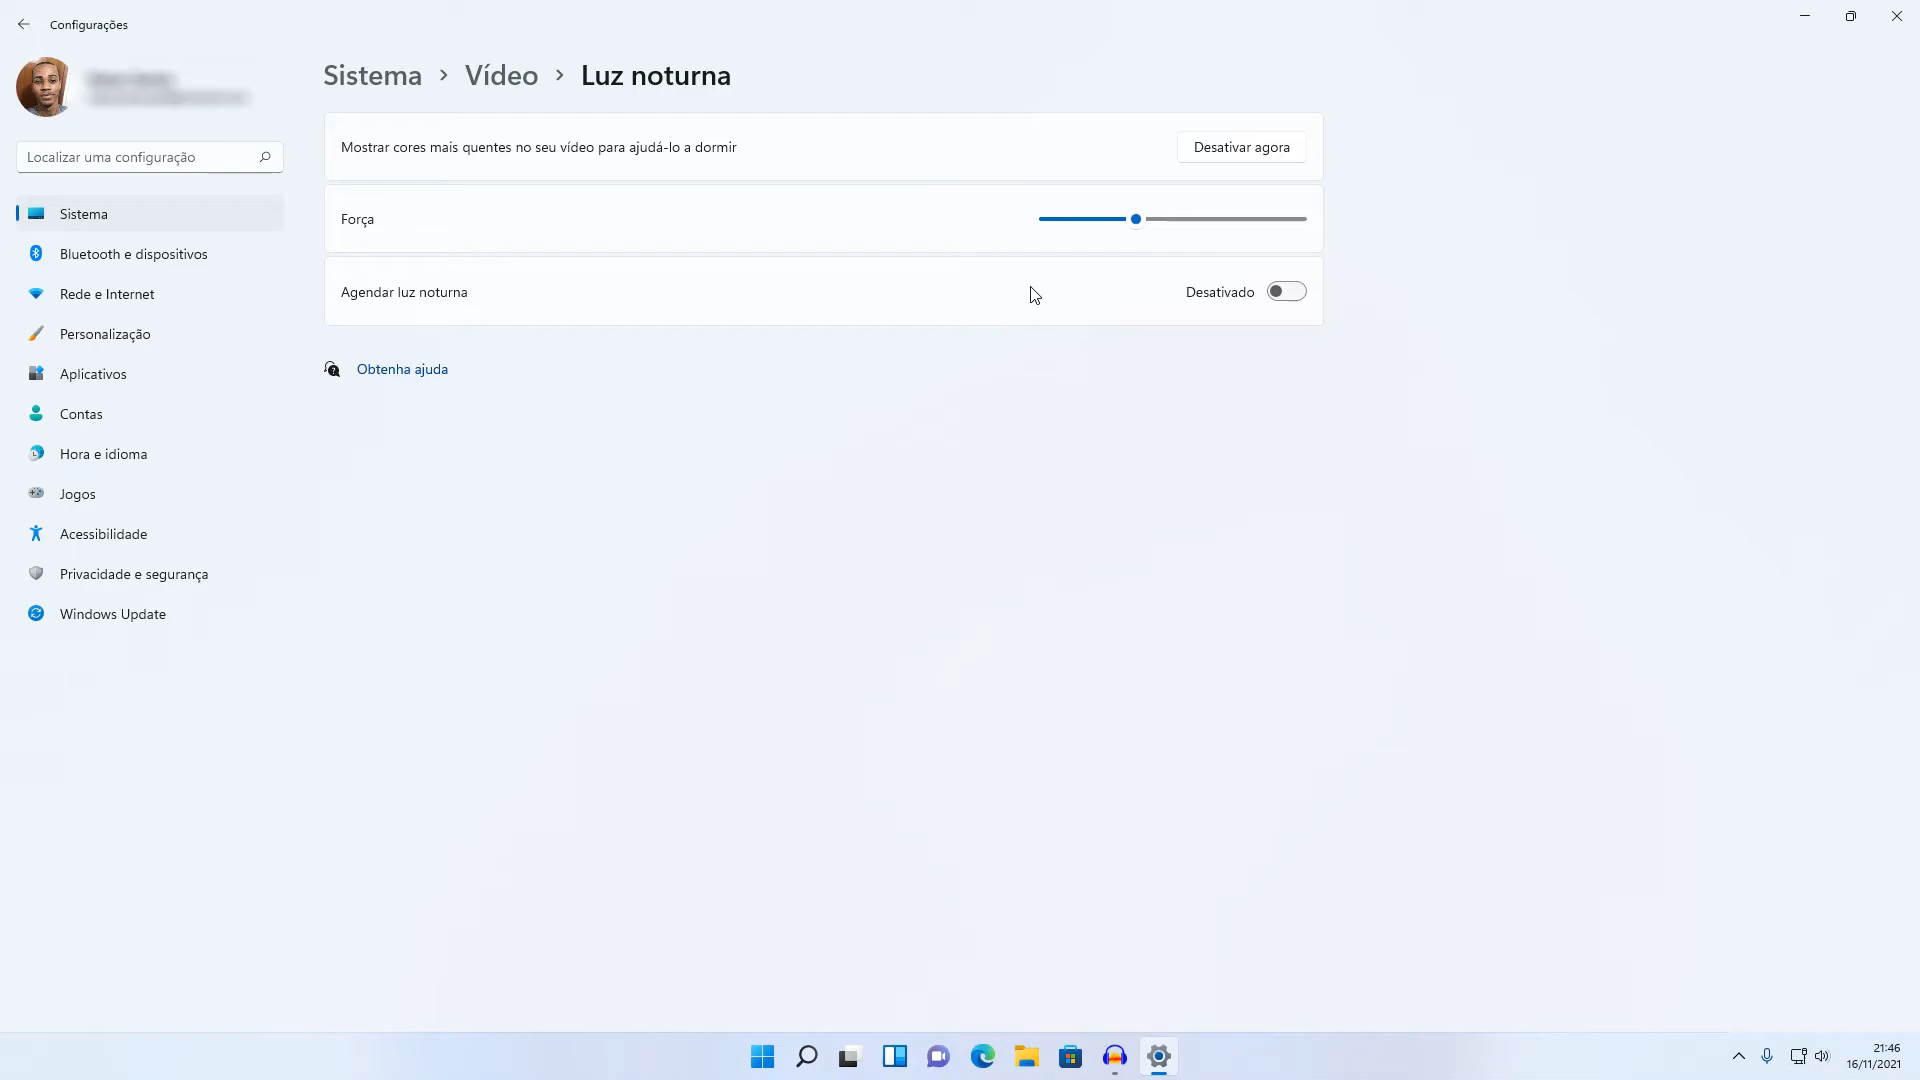 Configurações
Localizar uma configuração
Sistema
Bluetooth e dispositivos
Rede e Internet
Personalização
Aplicativos
Contas
Hora e idioma
Jogos
Acessibilidade
Privacidade e segurança
Windows Update
Sistema > Vídeo > Luz noturna
Mostrar cores mais quentes no seu vídeo para ajudá-lo a dormir
Desativar agora
Força
Agendar luz noturna
Desativado
Obtenha ajuda
21:46
16/11/2021